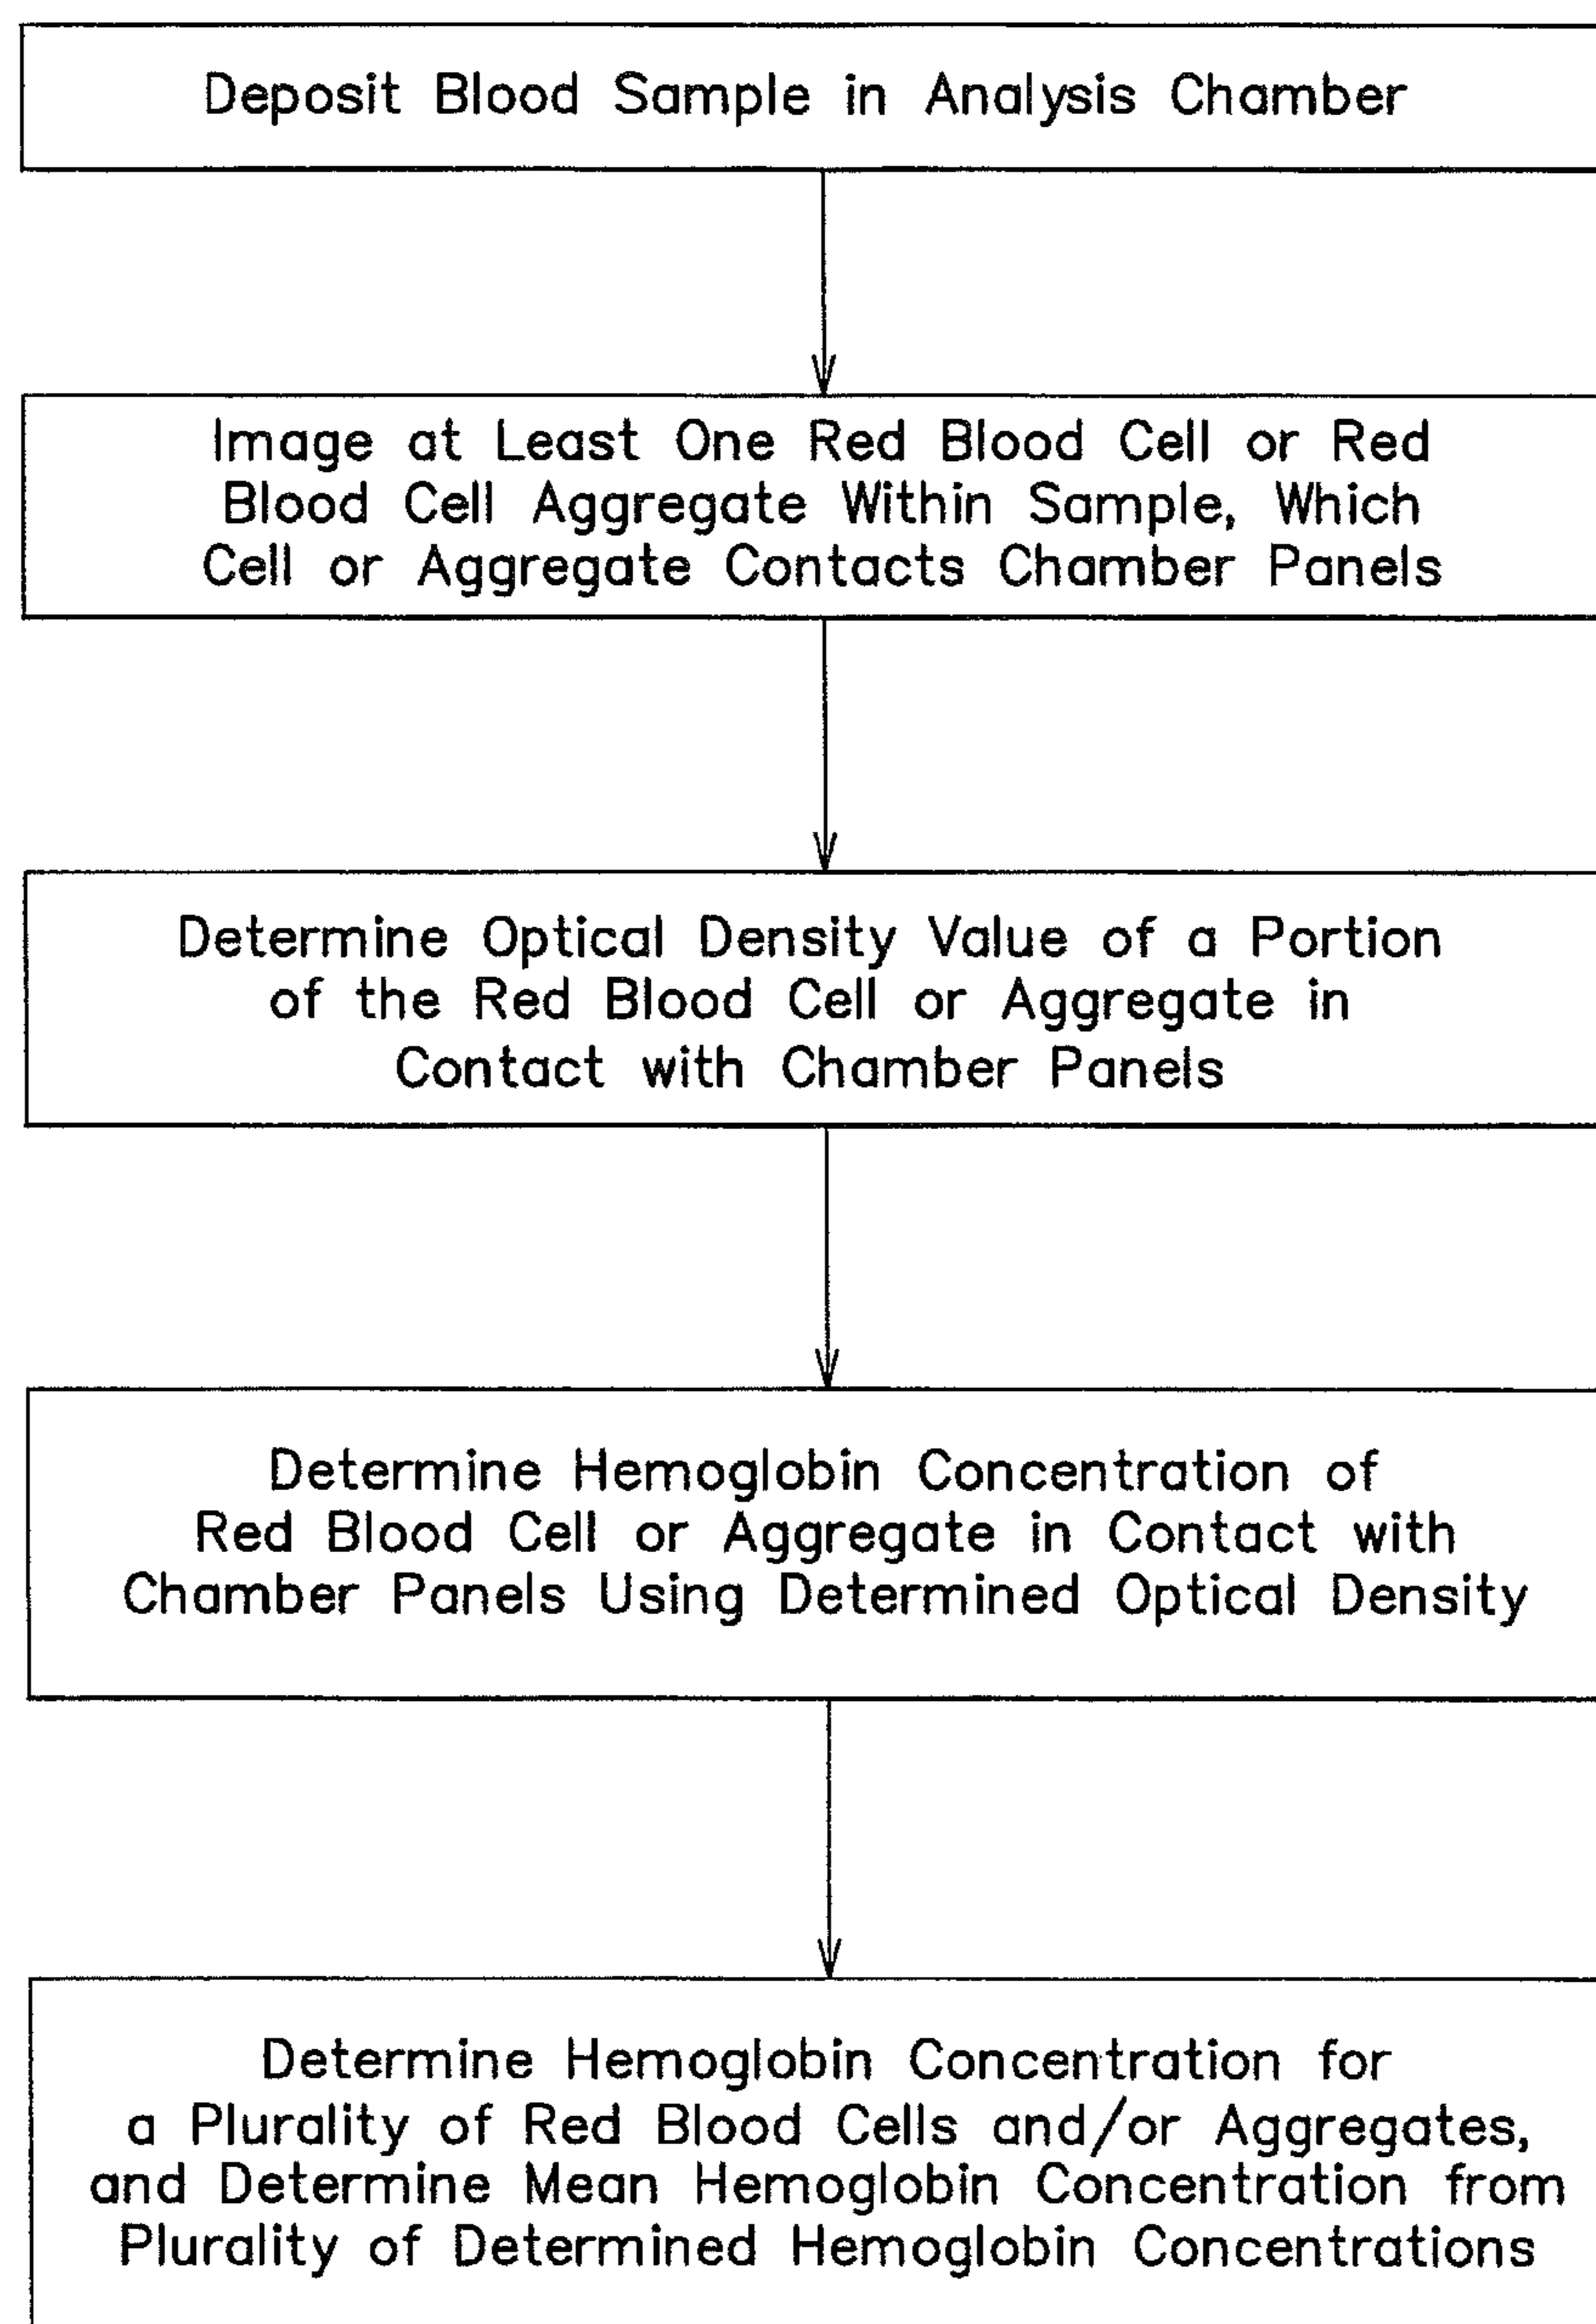 Deposit Blood Sample in Analysis Chamber
Image at Least One Red Blood Cell or Red
Blood Cell Aggregate Within Sample, Which
Cell or Aggregate Contacts Chamber Panels
Determine Optical Density Value of a Portion
of the Red Blood Cell or Aggregate in
Contact with Chamber Panels
Determine Hemoglobin Concentration of
Red Blood Cell or Aggregate in Contact with
Chamber Panels Using Determined Optical Density
Determine Hemoglobin Concentration for
a Plurality of Red Blood Cells and/or Aggregates,
and Determine Mean Hemoglobin Concentration from
Plurality of Determined Hemoglobin Concentrations